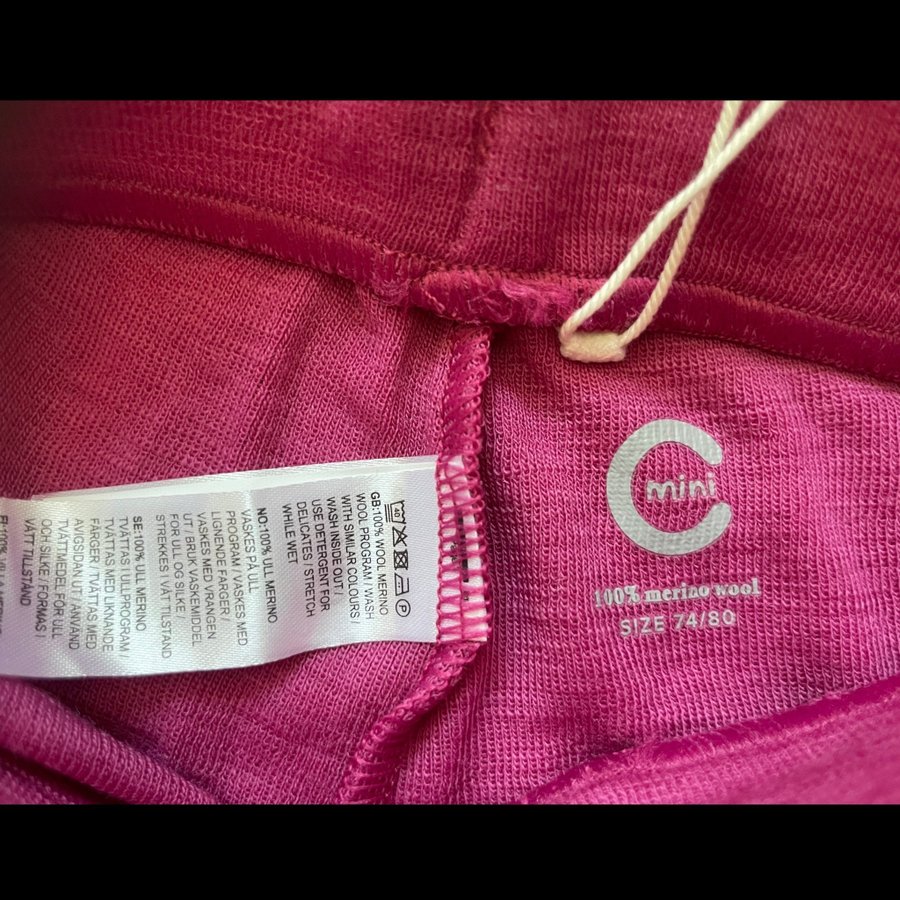 mini
100% merino wool
SIZE 74/80
40
P
GB:100% WOOL MERINO
WOOL PROGRAM / WASH
WITH SIMILAR COLOURS /
WASH INSIDE OUT /
USE DETERGENT FOR
DELICATES / STRETCH
WHILE WET
NO:100% ULL MERINO
VASKES PÅ ULL
PROGRAM / VASKES MED
LIGNENDE FARGER /
VASKES MED VRANGEN
UT / BRUK VASKEMIDDEL
FOR ULL OG SILKE /
STREKKES I VÅTTILSTAND
SE:100% ULL MERINO
TVÄTTAS I ULLPROGRAM /
TVÄTTAS MED LIKNANDE
FÄRGER / TVÄTTAS MED
AVIGSIDAN UT / ANVÄND
TVÄTTMEDEL FÖR ULL
OCH SILKE / FORMAS I
VÅTT TILLSTÅND